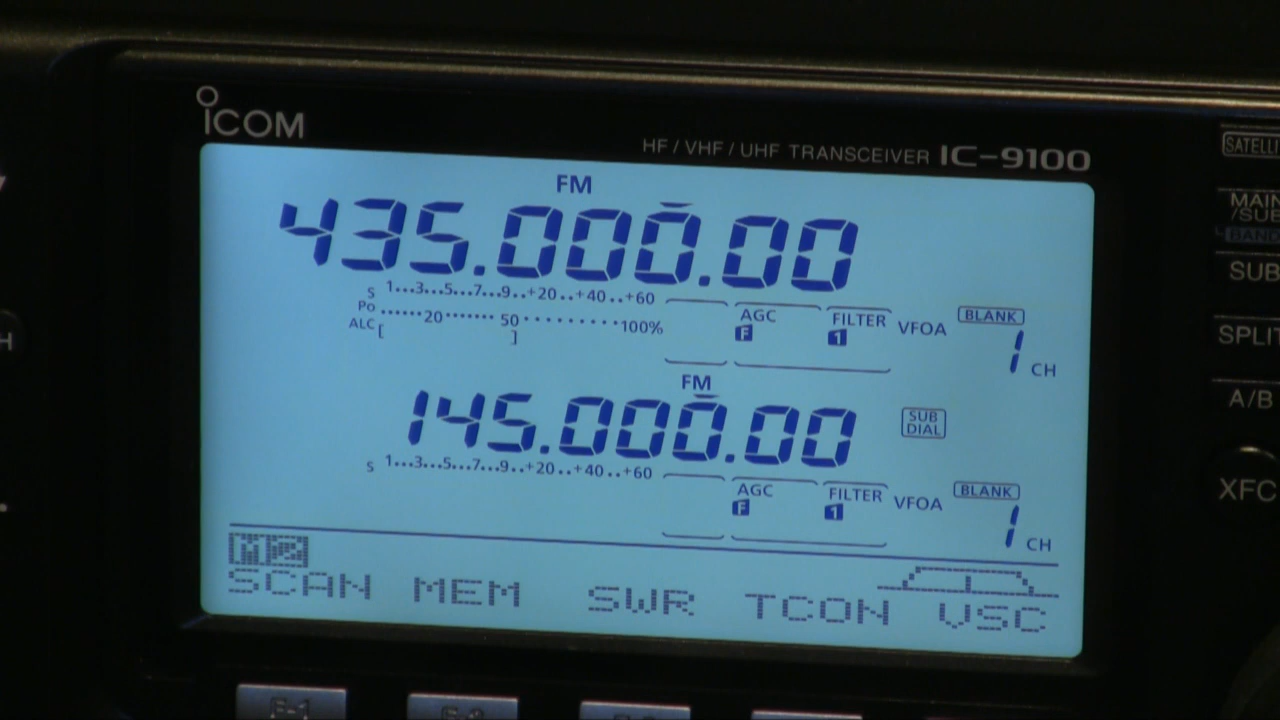 ICOM
HF / VHF / UHF TRANSCEIVER IC-9100
FM
435.000.00
S 1...3...5...7...9..+20..+40..+60
Po ······20·······50··········100%
ALC [ ]
AGC F
FILTER 1
VFOA
BLANK
1 CH
FM
145.000.00
SUB DIAL
S 1...3...5...7...9..+20..+40..+60
AGC F
FILTER 1
VFOA
BLANK
1 CH
M2
SCAN MEM SWR TCON VSC
F-1
SATELLI
MAIN
/SUB
BAND
SUB
SPLIT
A/B
XFC
H